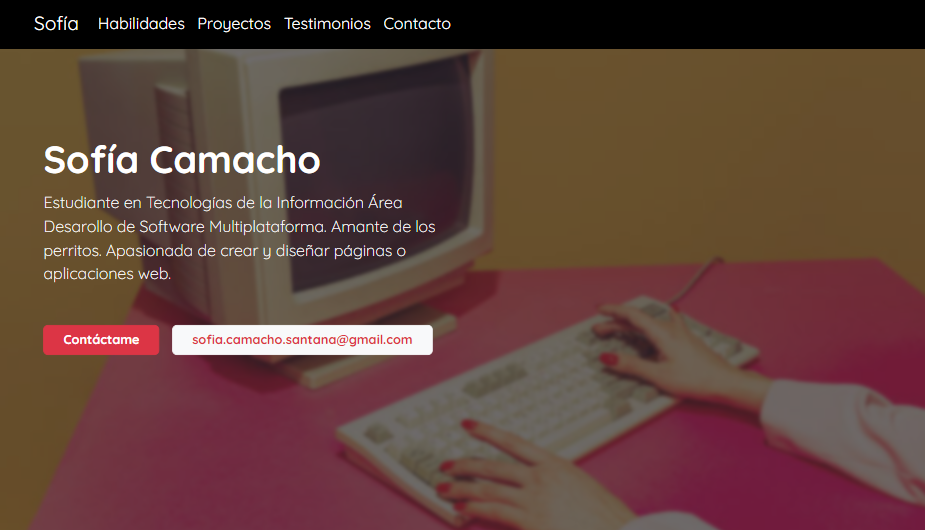 Sofía Habilidades Proyectos Testimonios Contacto
Sofía Camacho
Estudiante en Tecnologías de la Información Área
Desarollo de Software Multiplataforma. Amante de los
perritos. Apasionada de crear y diseñar páginas o
aplicaciones web.
Contáctame sofia.camacho.santana@gmail.com